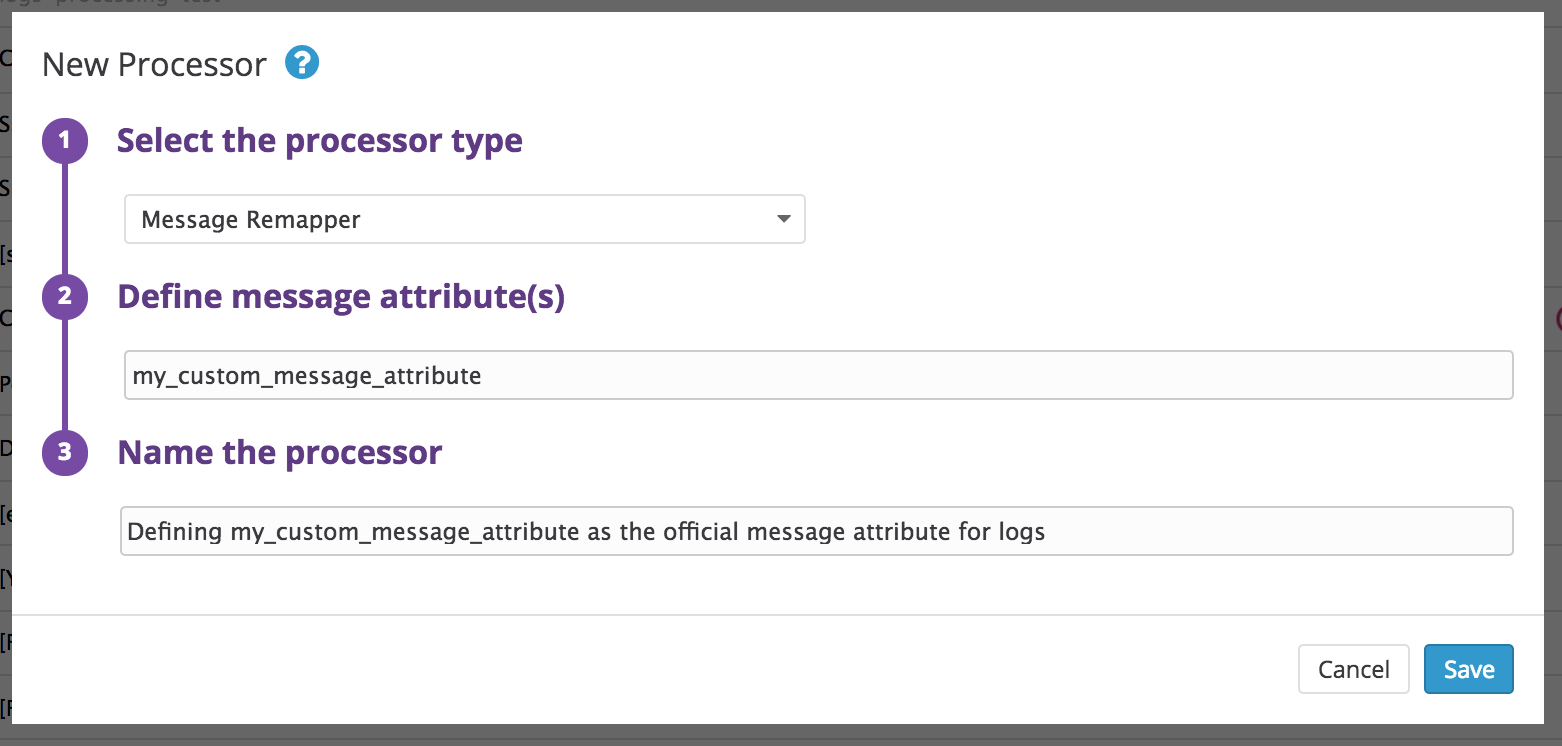 New Processor ?
1 Select the processor type
Message Remapper
2 Define message attribute(s)
my_custom_message_attribute
3 Name the processor
Defining my_custom_message_attribute as the official message attribute for logs
Cancel Save